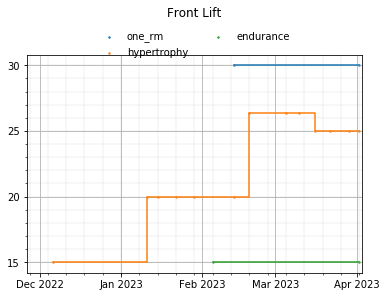 Front Lift
one_rm endurance
hypertrophy
30
25
20
15
Dec 2022 Jan 2023 Feb 2023 Mar 2023 Apr 2023